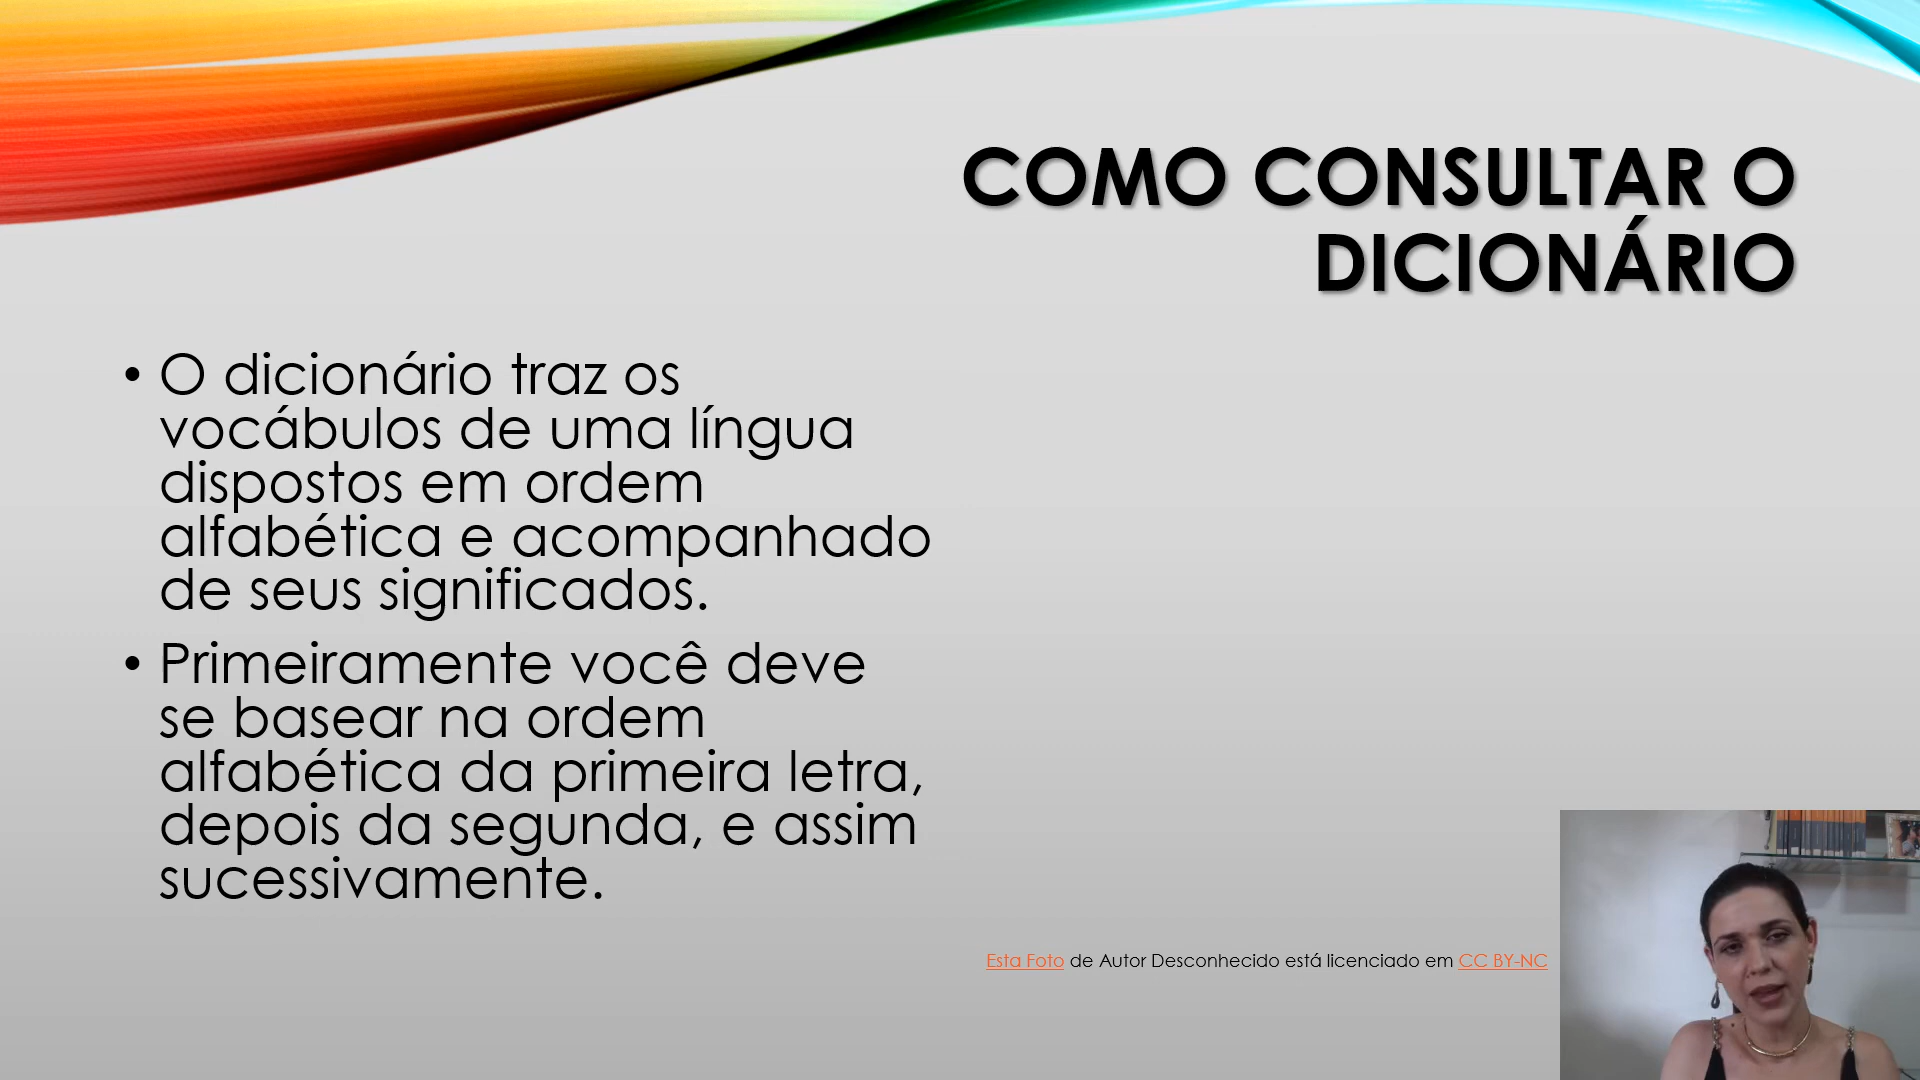 COMO CONSULTAR O
DICIONÁRIO
• O dicionário traz os
vocábulos de uma língua
dispostos em ordem
alfabética e acompanhado
de seus significados.
• Primeiramente você deve
se basear na ordem
alfabética da primeira letra,
depois da segunda, e assim
sucessivamente.
Esta Foto de Autor Desconhecido está licenciado em CC BY-NC